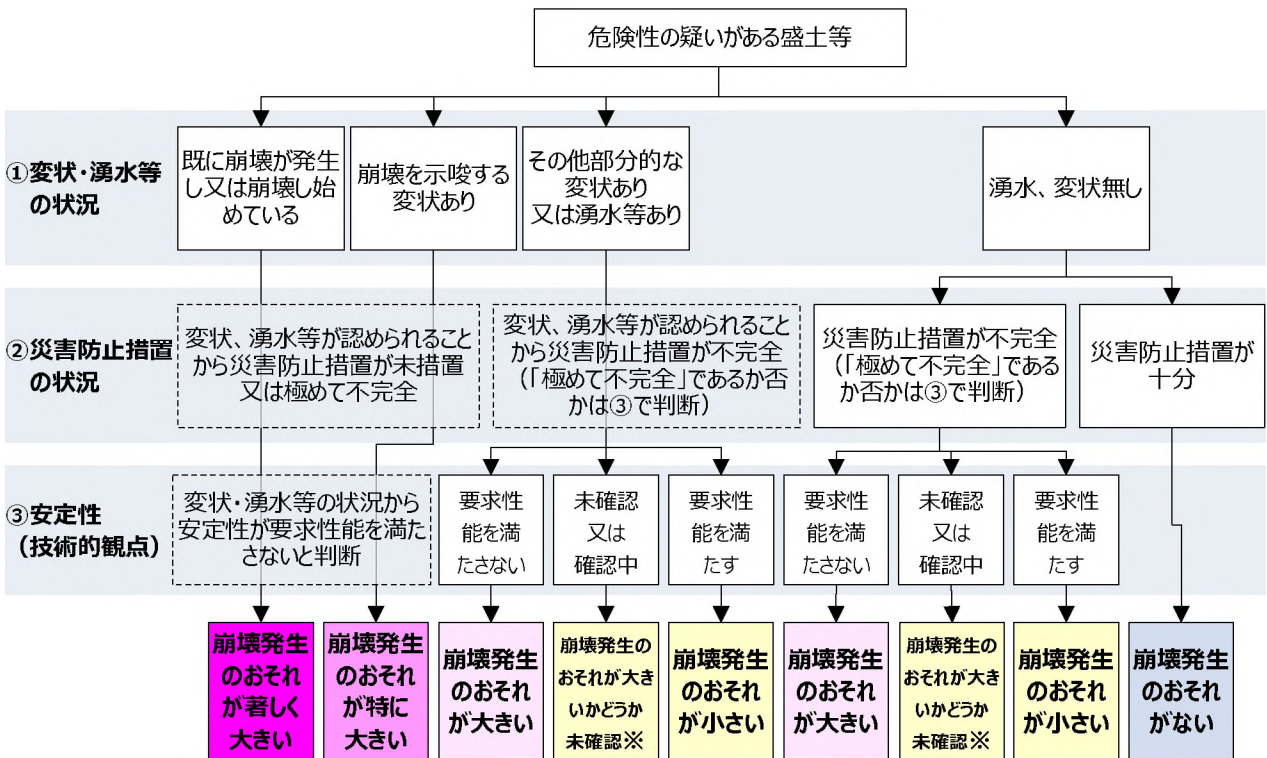 危険性の疑いがある盛土等
①変状・湧水等
の状況
既に崩壊が発生
し又は崩壊し始
めている
崩壊を示唆する
変状あり
その他部分的な
変状あり
又は湧水等あり
湧水、変状無し
②災害防止措置
の状況
変状、湧水等が認められること
から災害防止措置が未措置
又は極めて不完全
変状、湧水等が認められること
から災害防止措置が不完全
（「極めて不完全」であるか否
かは③で判断）
災害防止措置が不完全
（「極めて不完全」である
か否かは③で判断）
災害防止措置が
十分
③安定性
（技術的観点）
変状・湧水等の状況から
安定性が要求性能を満た
さないと判断
要求性
能を満
たさない
未確認
又は
確認中
要求性
能を満
たす
要求性
能を満
たさない
未確認
又は
確認中
要求性
能を満
たす
崩壊発生
のおそれ
が著しく
大きい
崩壊発生
のおそれ
が特に
大きい
崩壊発生
のおそれ
が大きい
崩壊発生の
おそれが大き
いかどうか
未確認※
崩壊発生
のおそれ
が小さい
崩壊発生
のおそれ
が大きい
崩壊発生の
おそれが大き
いかどうか
未確認※
崩壊発生
のおそれ
が小さい
崩壊発生
のおそれ
がない